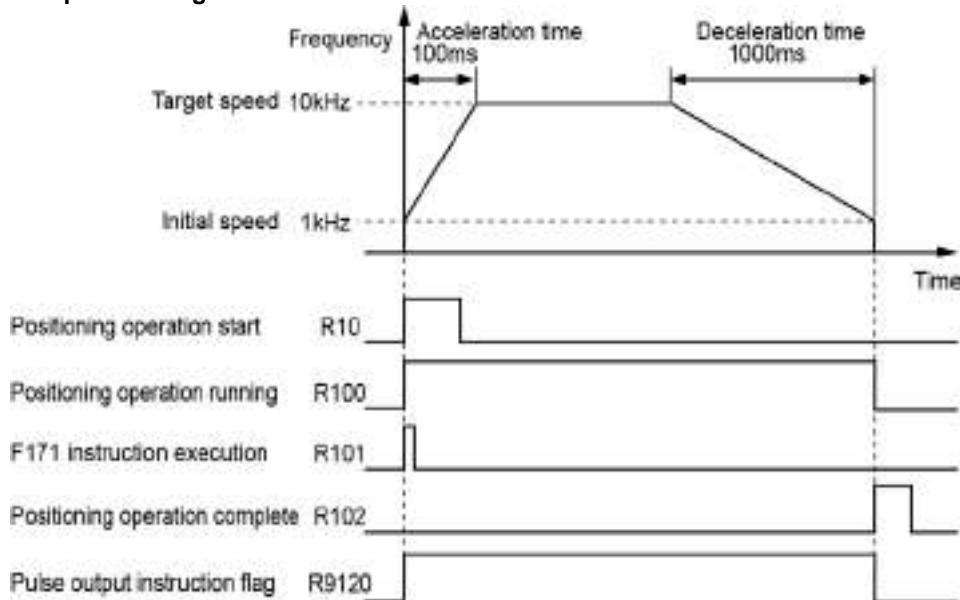 Frequency
Acceleration time
100ms
Deceleration time
1000ms
Target speed 10kHz
Initial speed 1kHz
Time
Positioning operation start R10
Positioning operation running R100
F171 instruction execution R101
Positioning operation complete R102
Pulse output instruction flag R9120